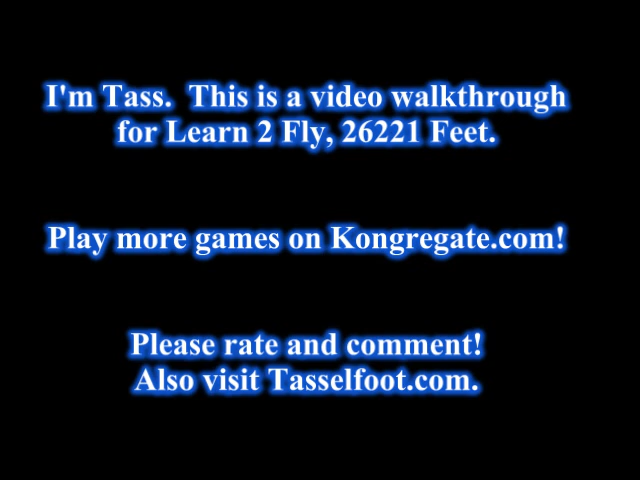 I'm Tass.  This is a video walkthrough
for Learn 2 Fly, 26221 Feet.
Play more games on Kongregate.com!
Please rate and comment!
Also visit Tasselfoot.com.